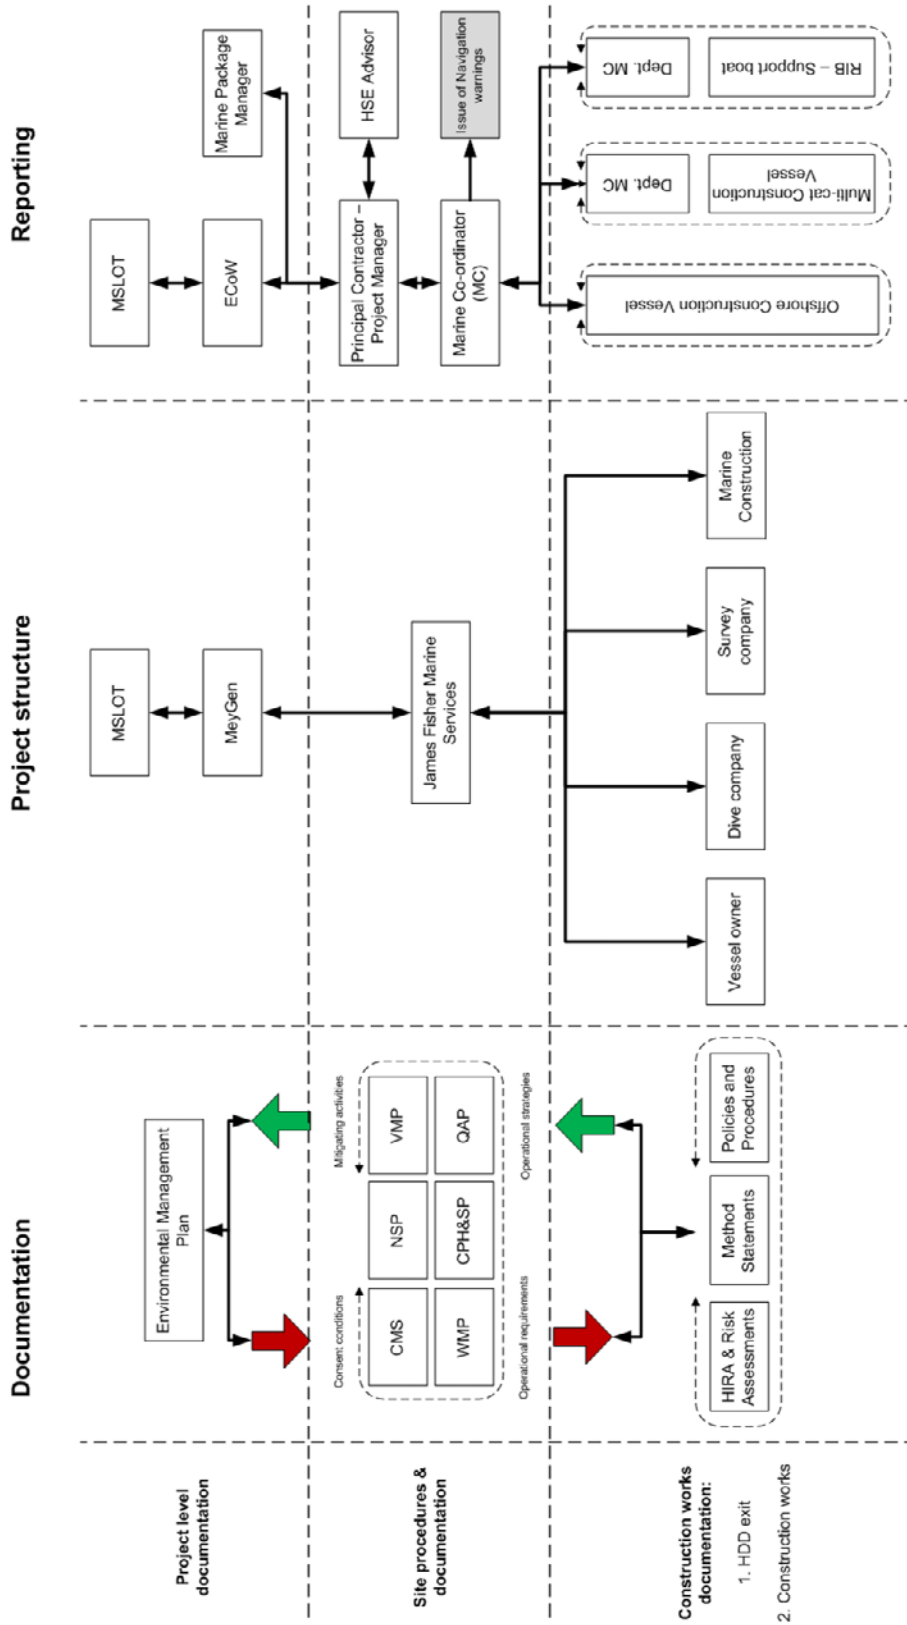 Documentation
Project structure
Reporting
Project level
documentation
Environmental Management
Plan
MSLOT
MeyGen
MSLOT
ECoW
Marine Package
Manager
Site procedures &
documentation
Consent conditions
Mitigating activities
CMS
NSP
VMP
WMP
CPH&SP
QAP
Operational requirements
Operational strategies
James Fisher Marine
Services
Principal Contractor –
Project Manager
HSE Advisor
Marine Co-ordinator
(MC)
Issue of Navigation
warnings
Construction works
documentation:
1. HDD exit
2. Construction works
HIRA & Risk
Assessments
Method
Statements
Policies and
Procedures
Vessel owner
Dive company
Survey
company
Marine
Construction
Offshore Construction Vessel
Dept. MC
Multi-cat Construction
Vessel
Dept. MC
RIB – Support boat